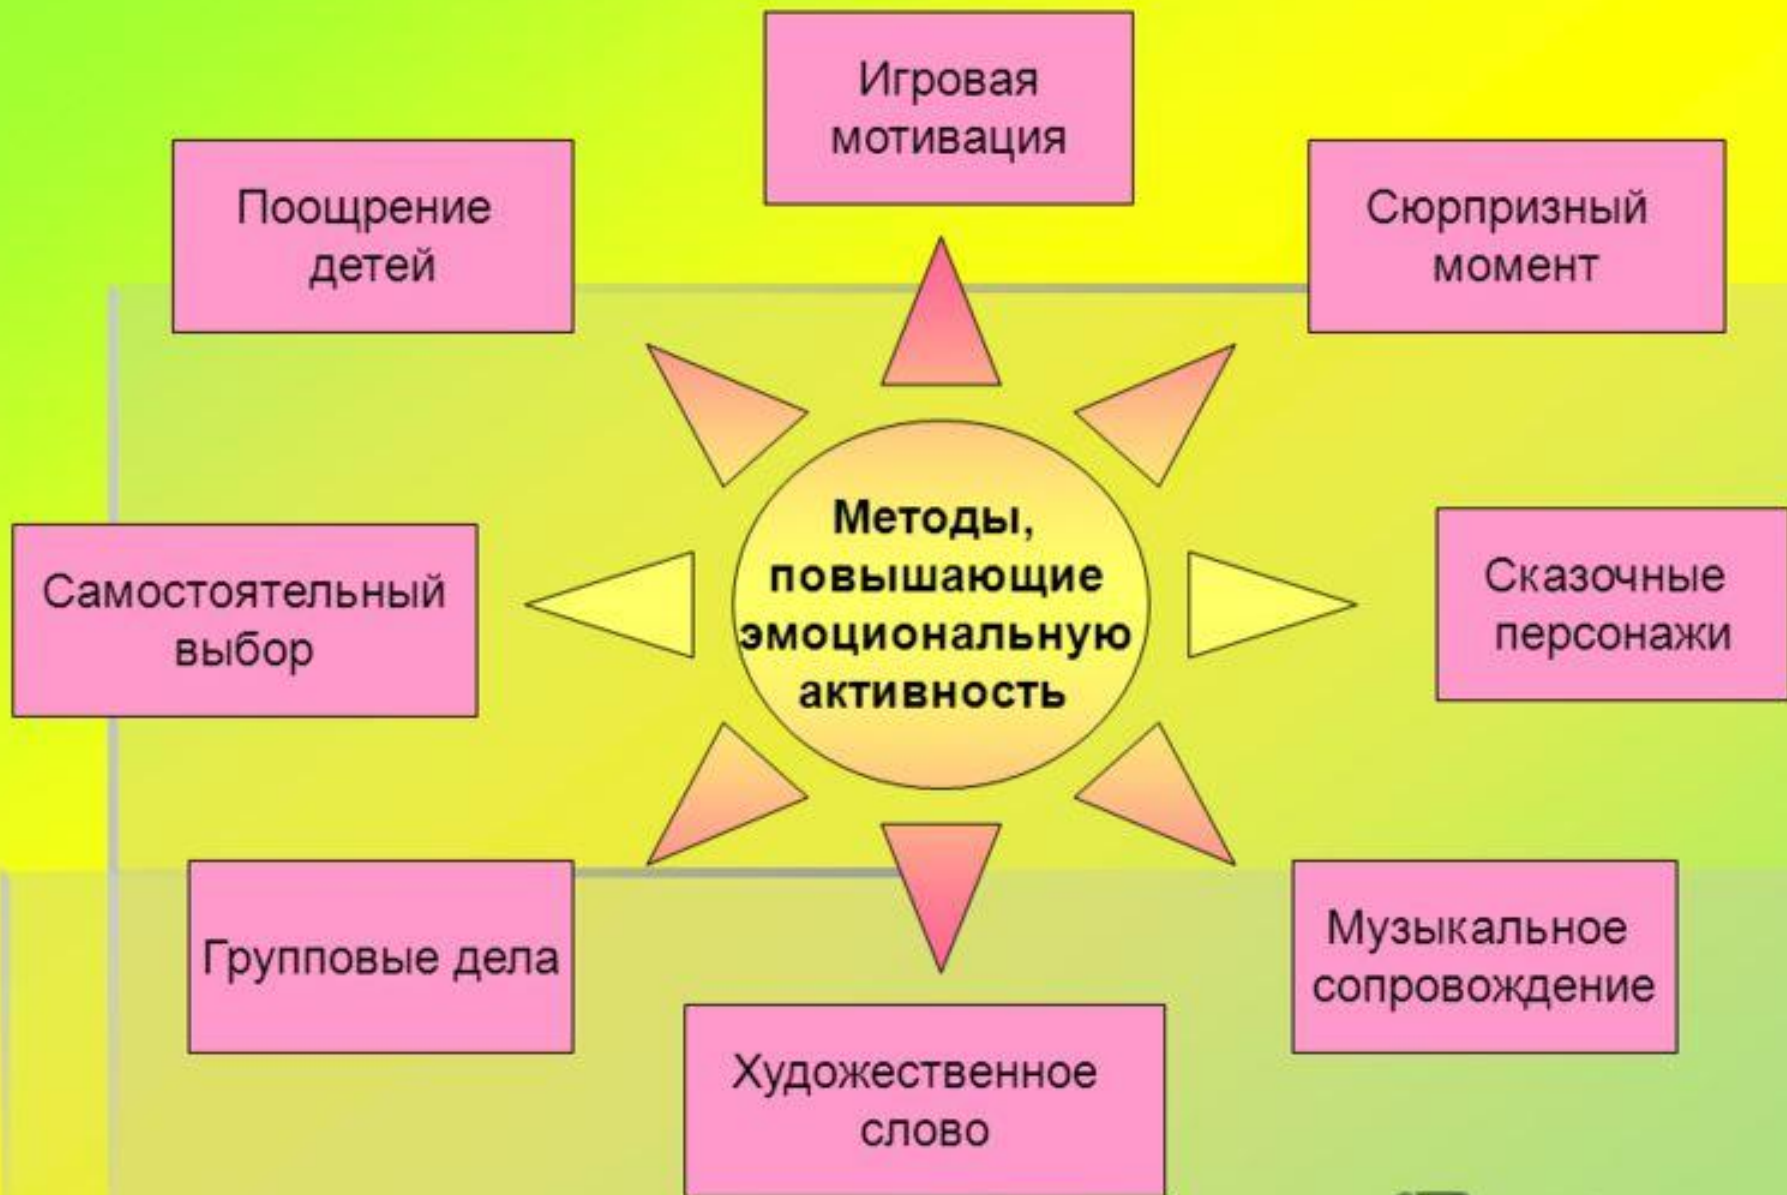 Игровая
мотивация
Поощрение
детей
Сюрпризный
момент
Методы,
повышающие
эмоциональную
активность
Самостоятельный
выбор
Сказочные
персонажи
Групповые дела
Музыкальное
сопровождение
Художественное
слово